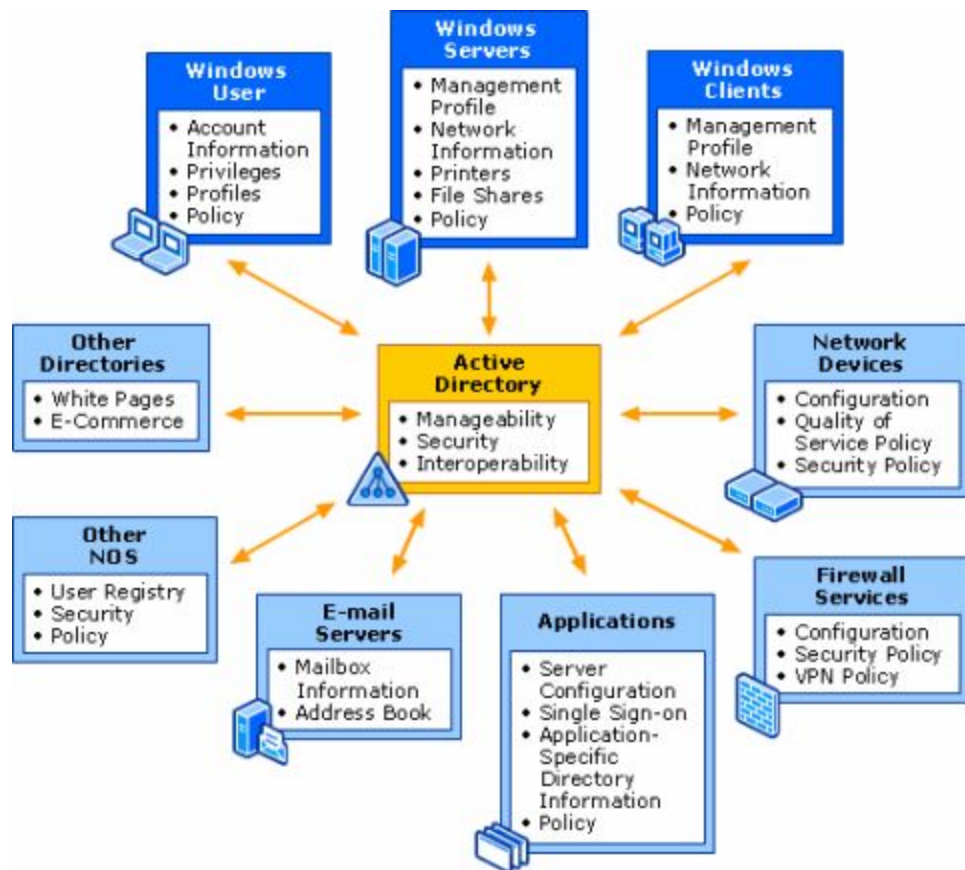 Windows
User
• Account
Information
• Privileges
• Profiles
• Policy
Windows
Servers
• Management
Profile
• Network
Information
• Printers
• File Shares
• Policy
Windows
Clients
• Management
Profile
• Network
Information
• Policy
Other
Directories
• White Pages
• E-Commerce
Active
Directory
• Manageability
• Security
• Interoperability
Network
Devices
• Configuration
• Quality of
Service Policy
• Security Policy
Other
NOS
• User Registry
• Security
• Policy
E-mail
Servers
• Mailbox
Information
• Address Book
Applications
• Server
Configuration
• Single Sign-on
• Application-
Specific
Directory
Information
• Policy
Firewall
Services
• Configuration
• Security Policy
• VPN Policy